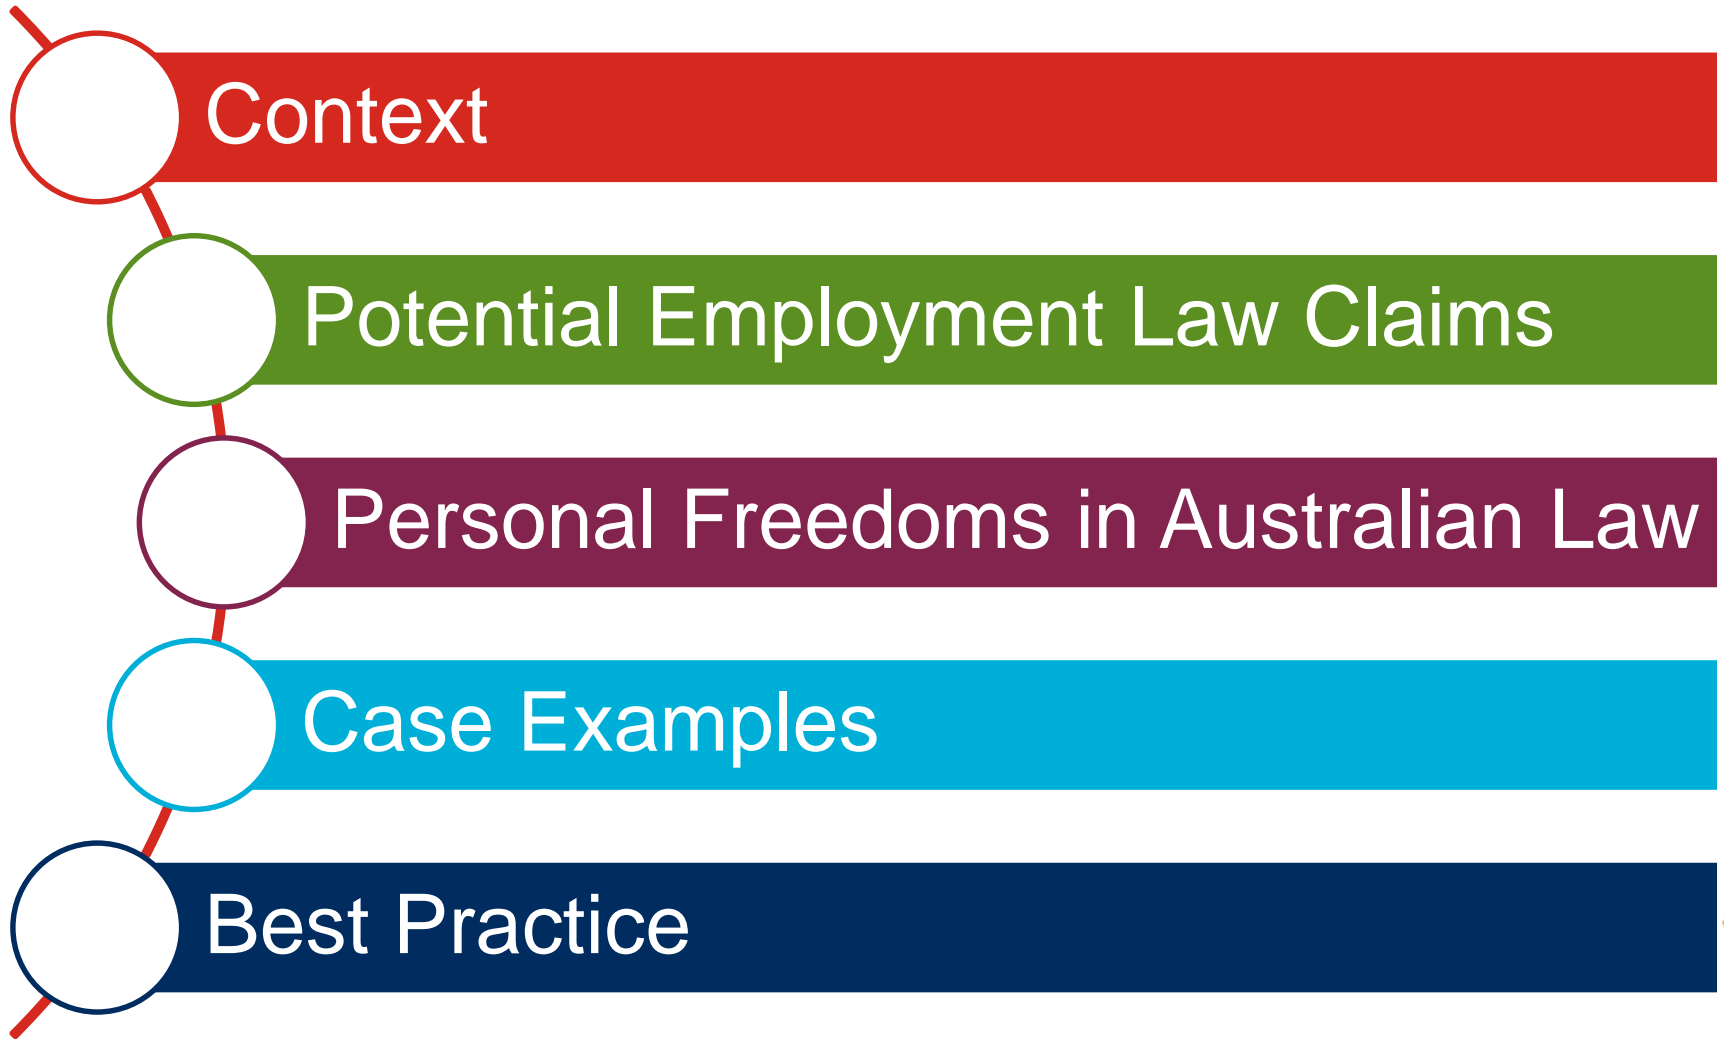 Context
Potential Employment Law Claims
Personal Freedoms in Australian Law
Case Examples
Best Practice